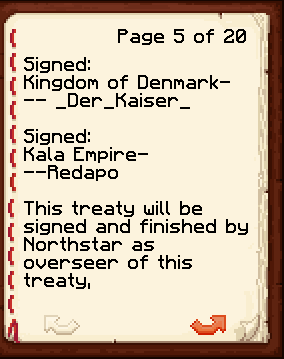 Page 5 of 20
Signed:
Kingdom of Denmark-
-- _Der_Kaiser_
Signed:
Kala Empire-
--Redapo
This treaty will be
signed and finished by
Northstar as
overseer of this
treaty,